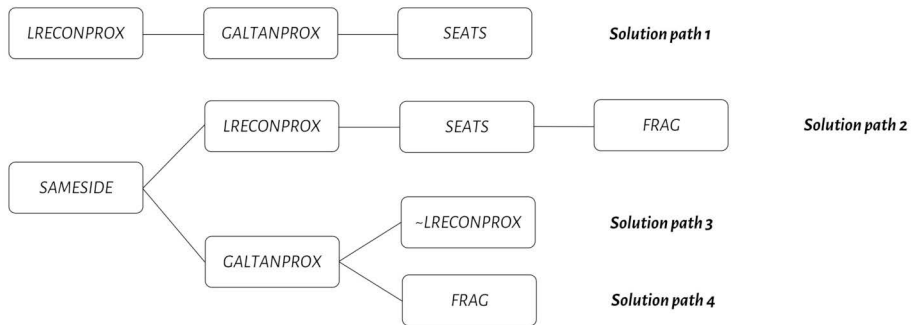 LRECONPROX GALTANPROX SEATS Solution path 1
LRECONPROX SEATS FRAG Solution path 2
SAMESIDE
~LRECONPROX Solution path 3
GALTANPROX
FRAG Solution path 4